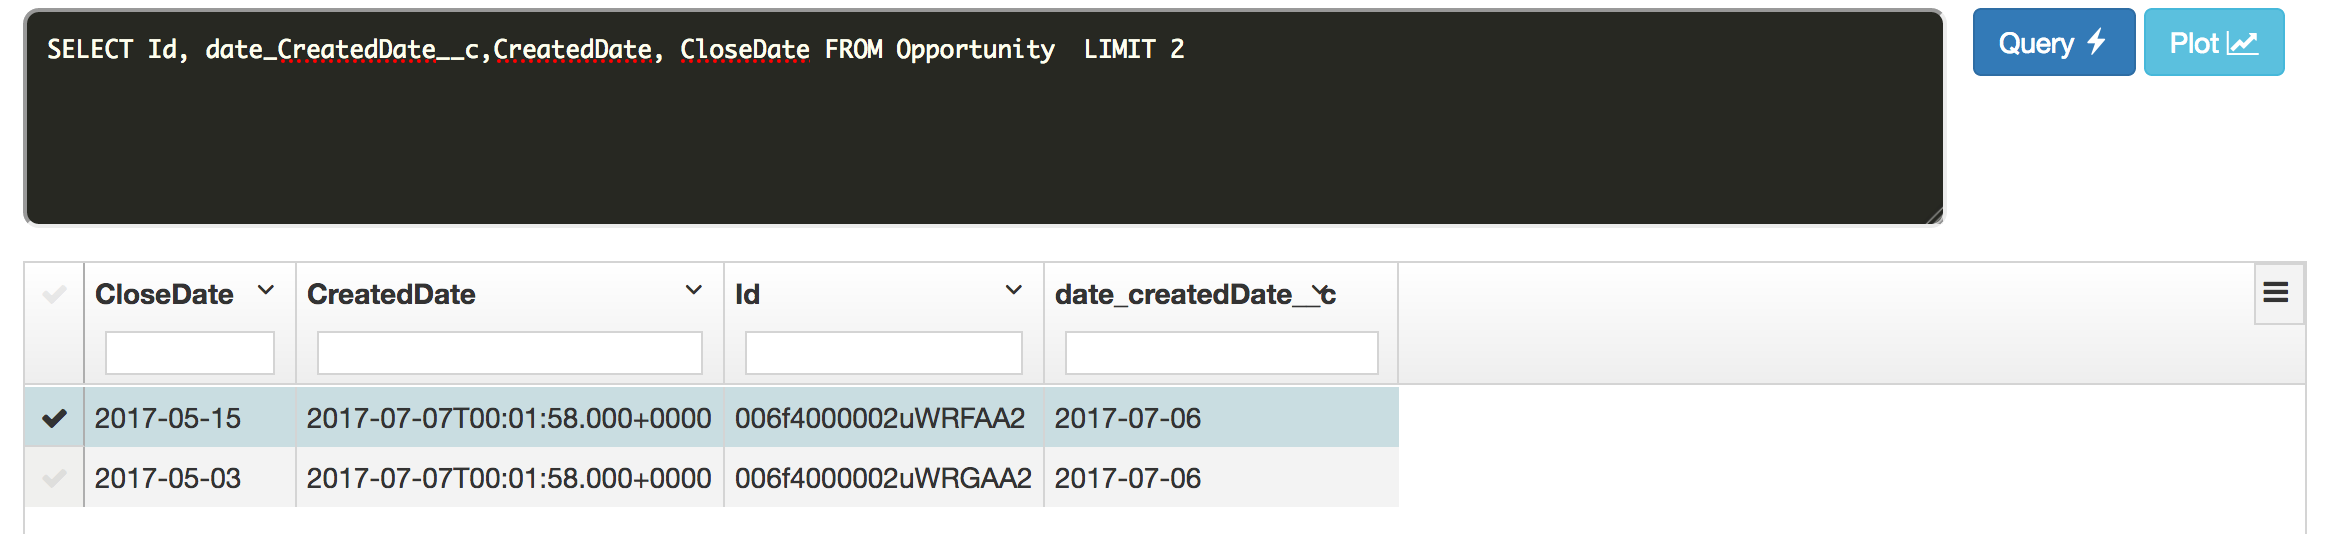 SELECT Id, date_CreatedDate__c,CreatedDate, CloseDate FROM Opportunity  LIMIT 2
Query
Plot
CloseDate CreatedDate Id date_createdDate__c
2017-05-15 2017-07-07T00:01:58.000+0000 006f4000002uWRFAA2 2017-07-06
2017-05-03 2017-07-07T00:01:58.000+0000 006f4000002uWRGAA2 2017-07-06